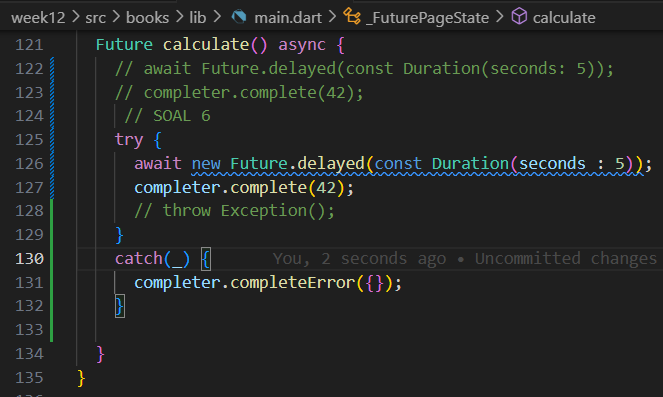 week12 > src > books > lib > main.dart > _FuturePageState > calculate
121 Future calculate() async {
122 // await Future.delayed(const Duration(seconds: 5));
123 // completer.complete(42);
124 // SOAL 6
125 try {
126 await new Future.delayed(const Duration(seconds : 5));
127 completer.complete(42);
128 // throw Exception();
129 }
130 catch(_) { You, 2 seconds ago • Uncommitted changes
131 completer.completeError({});
132 }
133
134 }
135 }